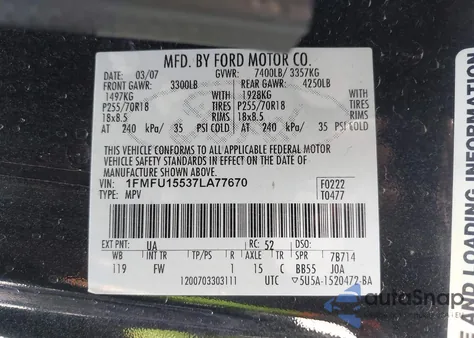 MFD. BY FORD MOTOR CO.
DATE: 03/07 GVWR: 7400LB/ 3357KG
FRONT GAWR: 3300LB REAR GAWR: 4250LB
1497KG WITH 1928KG WITH
P255/70R18 TIRES P255/70R18 TIRES
18x8.5 RIMS 18x8.5 RIMS
AT 240 kPa/ 35 PSI COLD AT 240 kPa/ 35 PSI COLD
THIS VEHICLE CONFORMS TO ALL APPLICABLE FEDERAL MOTOR
VEHICLE SAFETY STANDARDS IN EFFECT ON THE DATE OF
MANUFACTURE SHOWN ABOVE.
VIN: 1FMFU15537LA77670 F0222
TYPE: MPV T0477
EXT PNT: UA RC: 52 DSO:
WB INT TR TP/PS R AXLE TR SPR 7B714
119 FW 1 15 C BB55 J0A
1200703303111 UTC 5U5A-1520472-BA
autoSnap
E AND LOADING INFORMATION